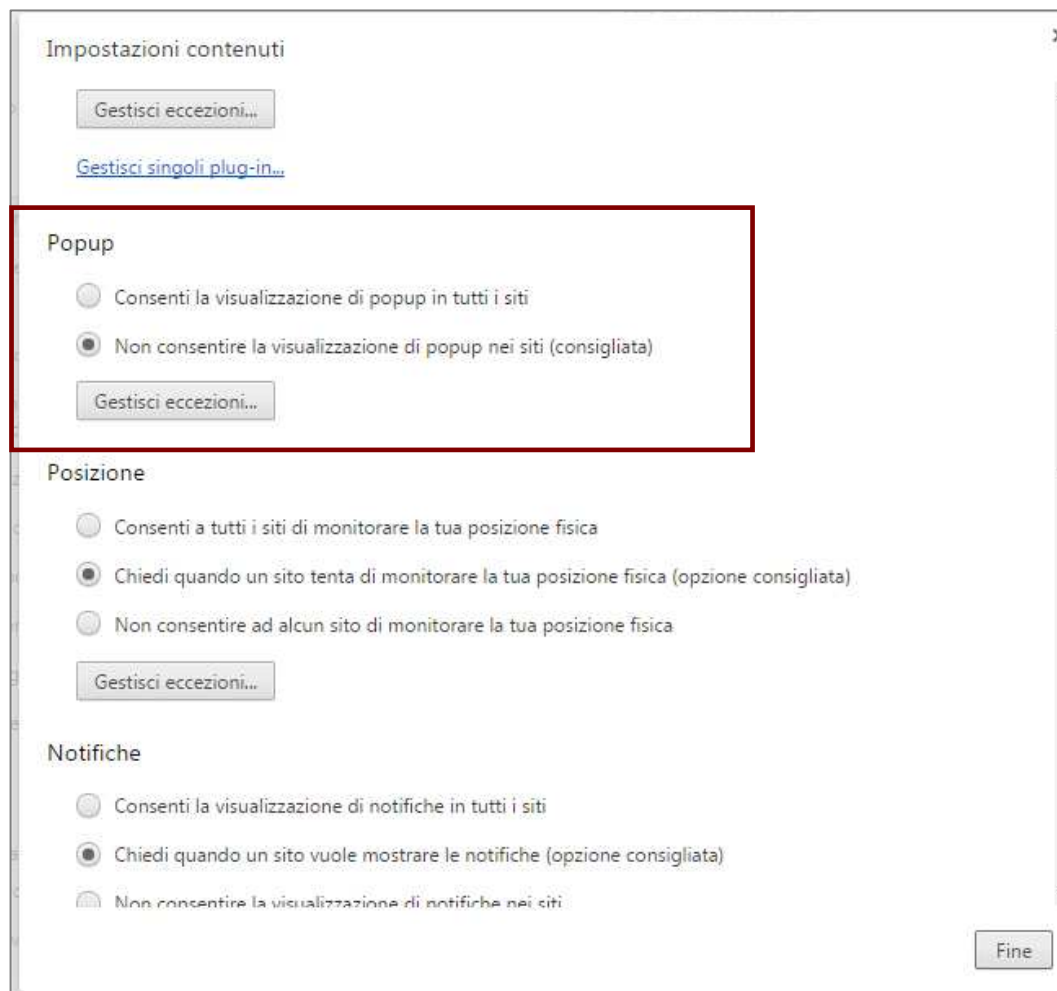 Impostazioni contenuti
Gestisci eccezioni...
Gestisci singoli plug-in...
Popup
Consenti la visualizzazione di popup in tutti i siti
Non consentire la visualizzazione di popup nei siti (consigliata)
Gestisci eccezioni...
Posizione
Consenti a tutti i siti di monitorare la tua posizione fisica
Chiedi quando un sito tenta di monitorare la tua posizione fisica (opzione consigliata)
Non consentire ad alcun sito di monitorare la tua posizione fisica
Gestisci eccezioni...
Notifiche
Consenti la visualizzazione di notifiche in tutti i siti
Chiedi quando un sito vuole mostrare le notifiche (opzione consigliata)
Non consentire la visualizzazione di notifiche nei siti
Fine